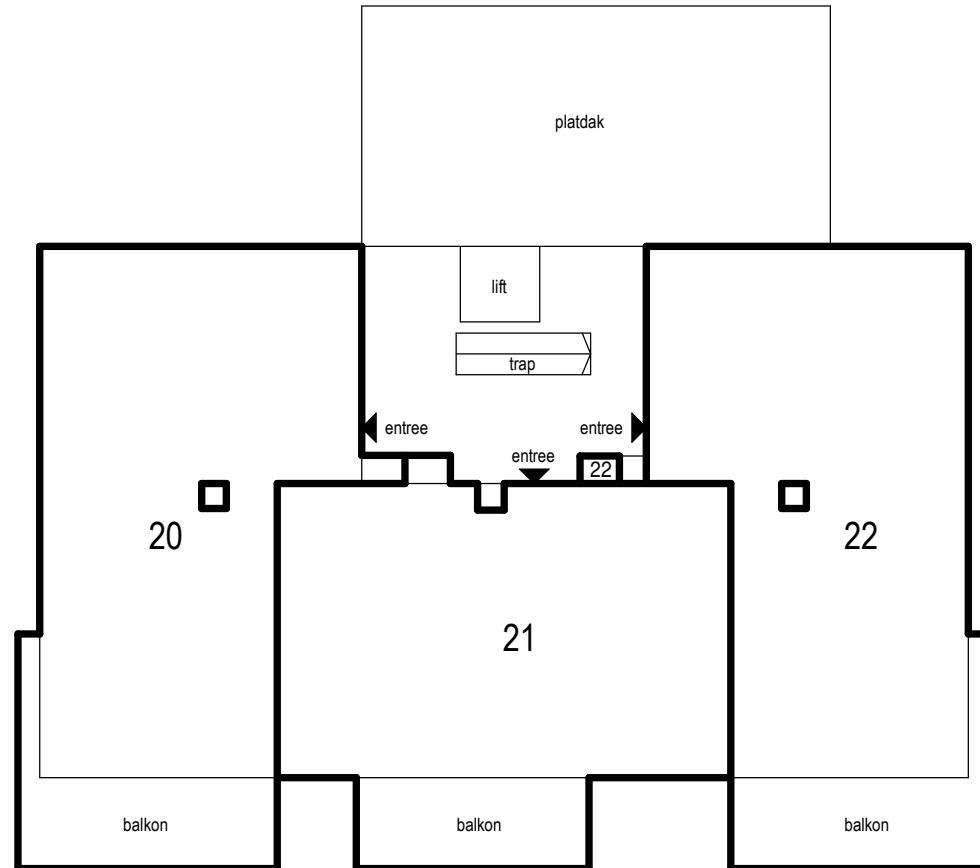 platdak
lift
trap
entree
entree
entree
22
20
22
21
balkon
balkon
balkon